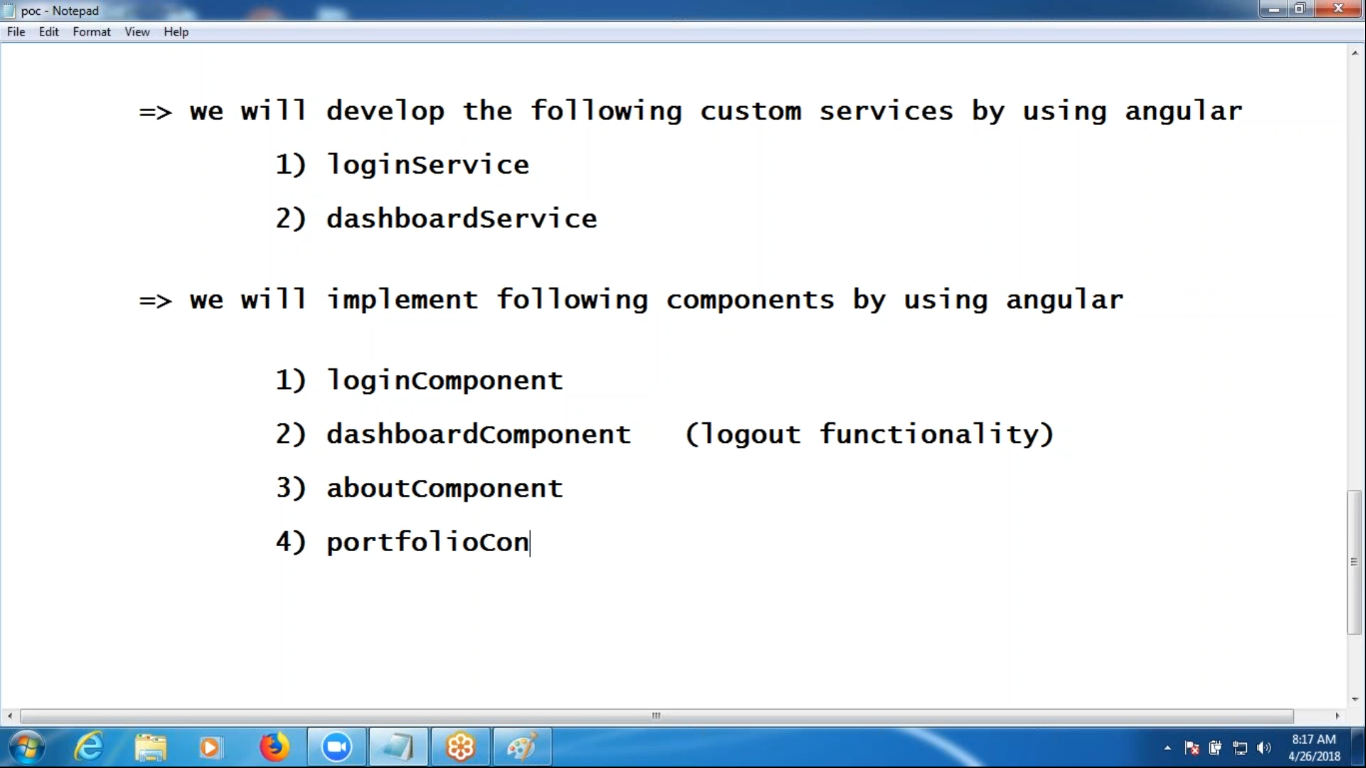 poc - Notepad
File Edit Format View Help
=> we will develop the following custom services by using angular
1) loginService
2) dashboardService
=> we will implement following components by using angular
1) loginComponent
2) dashboardComponent (logout functionality)
3) aboutComponent
4) portfolioCon
8:17 AM
4/26/2018